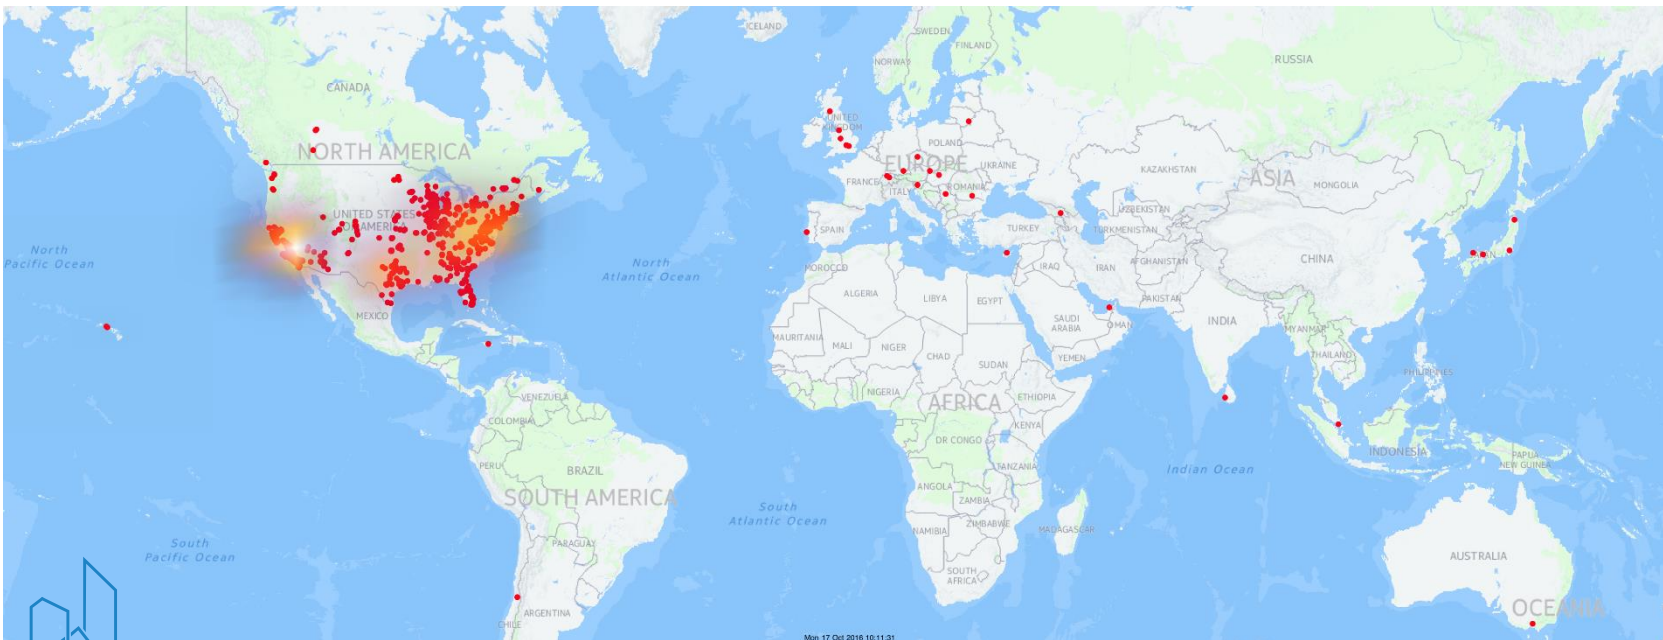 ICELAND
SWEDEN
FINLAND
NORWAY
RUSSIA
CANADA
UNITED
KINGDOM
NORTH AMERICA
POLAND
EUROPE
UKRAINE
KAZAKHSTAN
ASIA
MONGOLIA
FRANCE
ITALY
ROMANIA
UNITED STATES
OF AMERICA
UZBEKISTAN
SPAIN
TURKEY
TURKMENISTAN
North
Pacific Ocean
North
Atlantic Ocean
MOROCCO
IRAQ
IRAN
AFGHANISTAN
CHINA
ALGERIA
LIBYA
EGYPT
PAKISTAN
MEXICO
SAUDI
ARABIA
OMAN
INDIA
MYANMAR
MAURITANIA
MALI
NIGER
CHAD
SUDAN
YEMEN
THAILAND
PHILIPPINES
VENEZUELA
NIGERIA
AFRICA
ETHIOPIA
COLOMBIA
KENYA
DR CONGO
INDONESIA
PAPUA
NEW GUINEA
PERU
BRAZIL
TANZANIA
Indian Ocean
SOUTH AMERICA
ANGOLA
ZAMBIA
South
Atlantic Ocean
NAMIBIA
ZIMBABWE
MADAGASCAR
South
Pacific Ocean
PARAGUAY
AUSTRALIA
SOUTH
AFRICA
OCEANIA
ARGENTINA
CHILE
Mon 17 Oct 2016 10:11:31